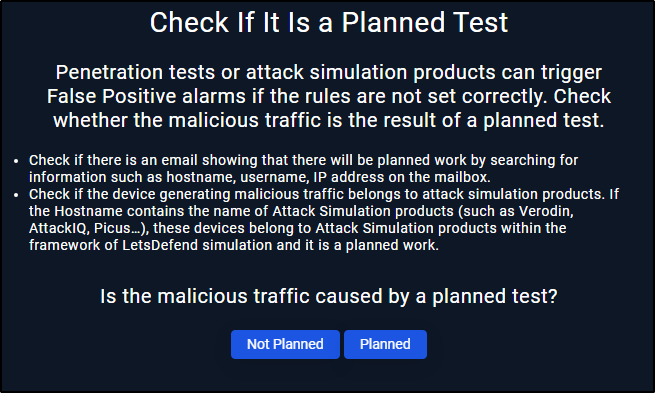 Check If It Is a Planned Test
Penetration tests or attack simulation products can trigger
False Positive alarms if the rules are not set correctly. Check
whether the malicious traffic is the result of a planned test.
• Check if there is an email showing that there will be planned work by searching for
information such as hostname, username, IP address on the mailbox.
• Check if the device generating malicious traffic belongs to attack simulation products. If
the Hostname contains the name of Attack Simulation products (such as Verodin,
AttackIQ, Picus…), these devices belong to Attack Simulation products within the
framework of LetsDefend simulation and it is a planned work.
Is the malicious traffic caused by a planned test?
Not Planned Planned